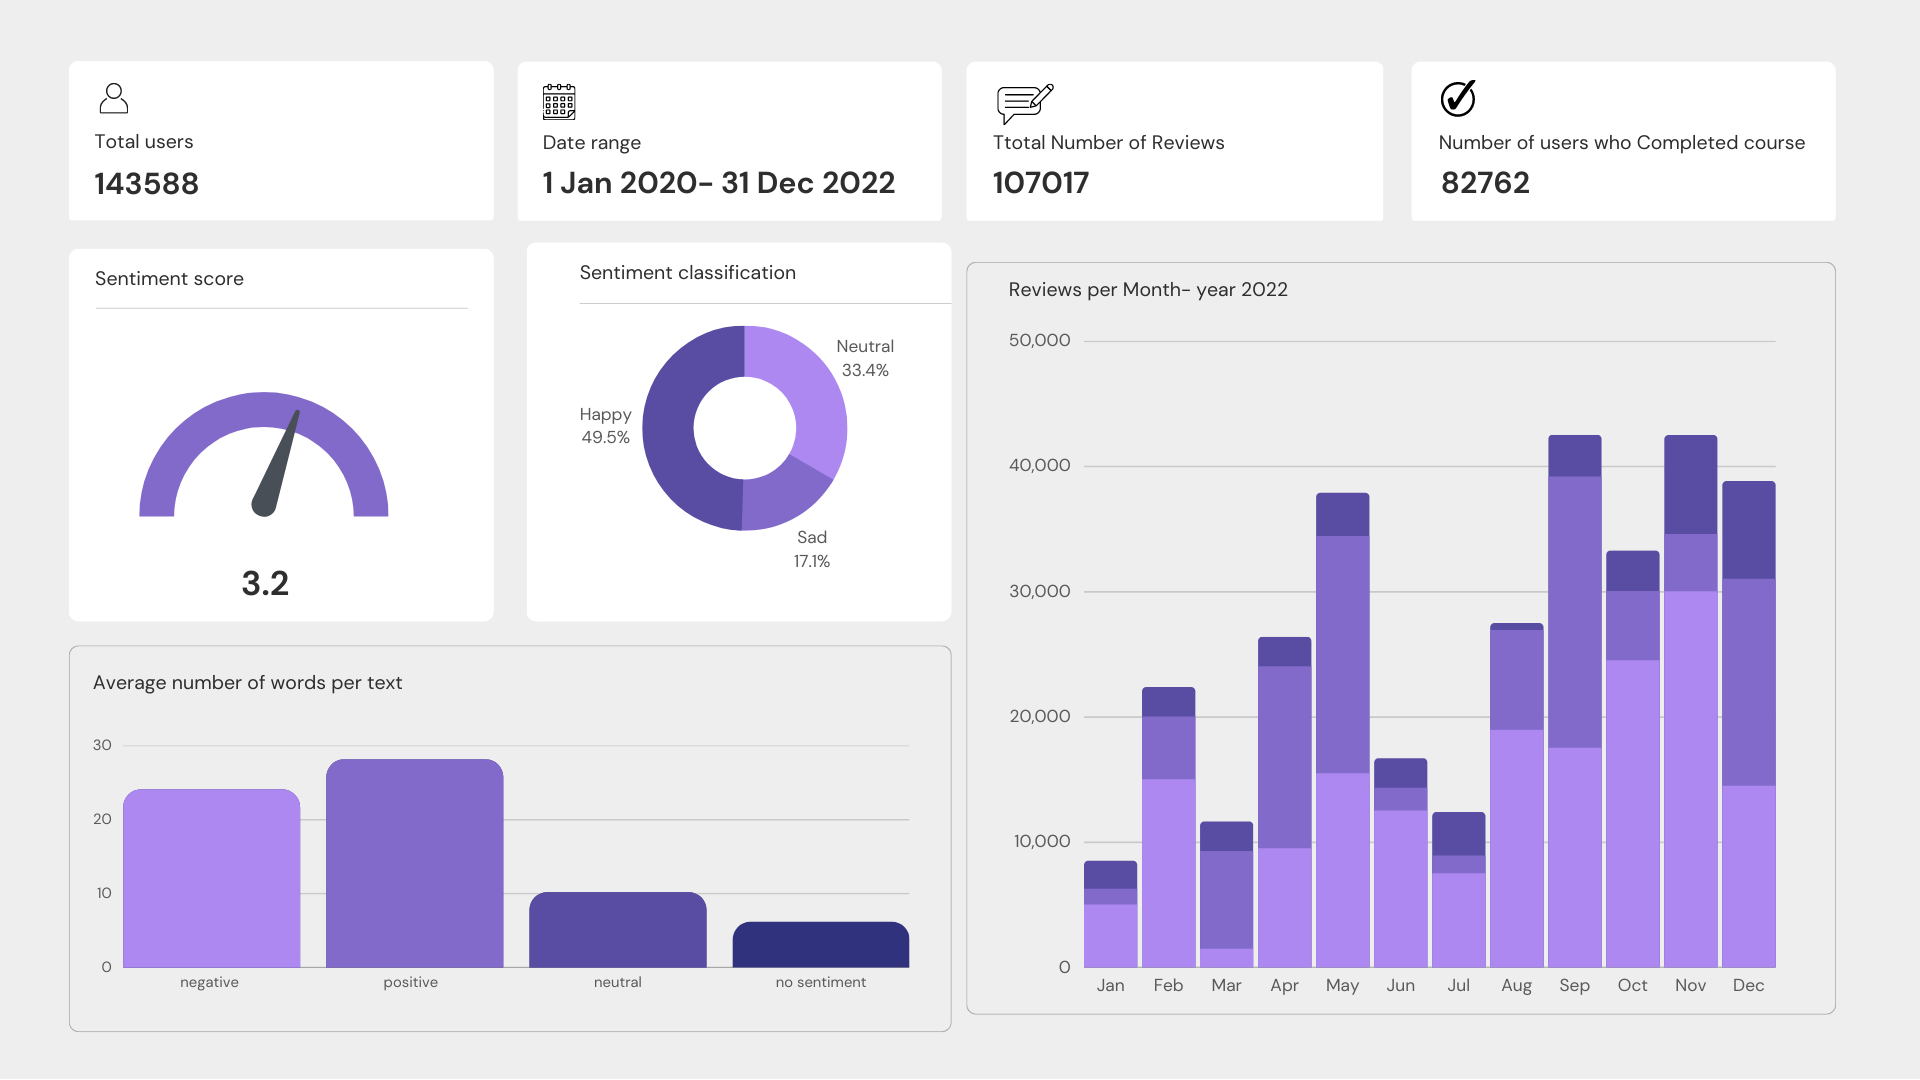 Total users
143588
Date range
1 Jan 2020- 31 Dec 2022
Ttotal Number of Reviews
107017
Number of users who Completed course
82762
Sentiment score
3.2
Sentiment classification
Neutral
33.4%
Happy
49.5%
Sad
17.1%
Reviews per Month- year 2022
50,000
40,000
30,000
20,000
10,000
0
Jan Feb Mar Apr May Jun Jul Aug Sep Oct Nov Dec
Average number of words per text
30
20
10
0
negative positive neutral no sentiment